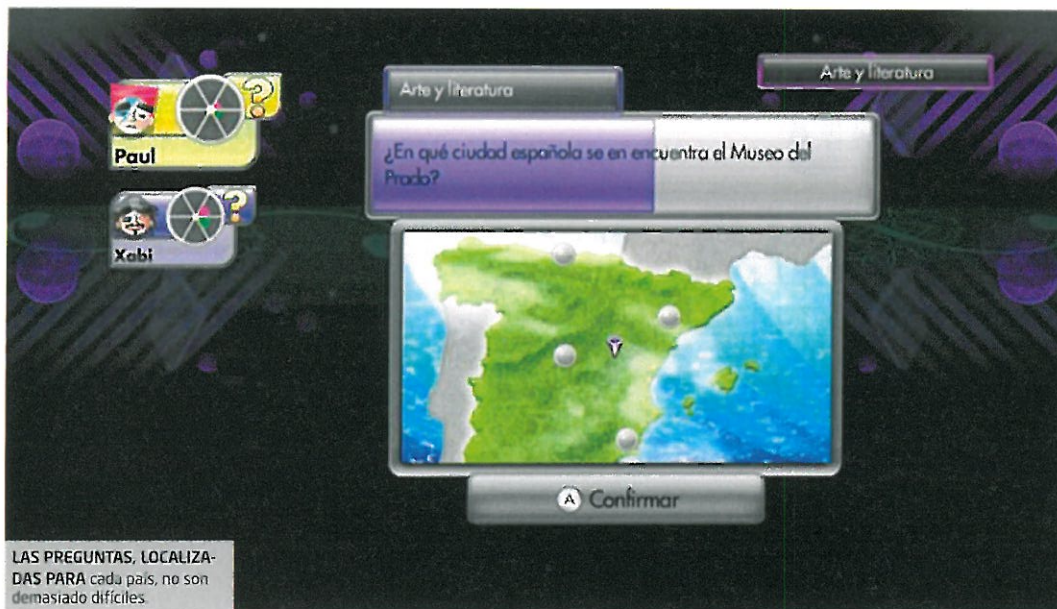 Arte y literatura
Arte y literatura
?
Paul
¿En qué ciudad española se en encuentra el Museo del
Prado?
?
Xabi
A Confirmar
LAS PREGUNTAS, LOCALIZA-
DAS PARA cada país, no son
demasiado difíciles.